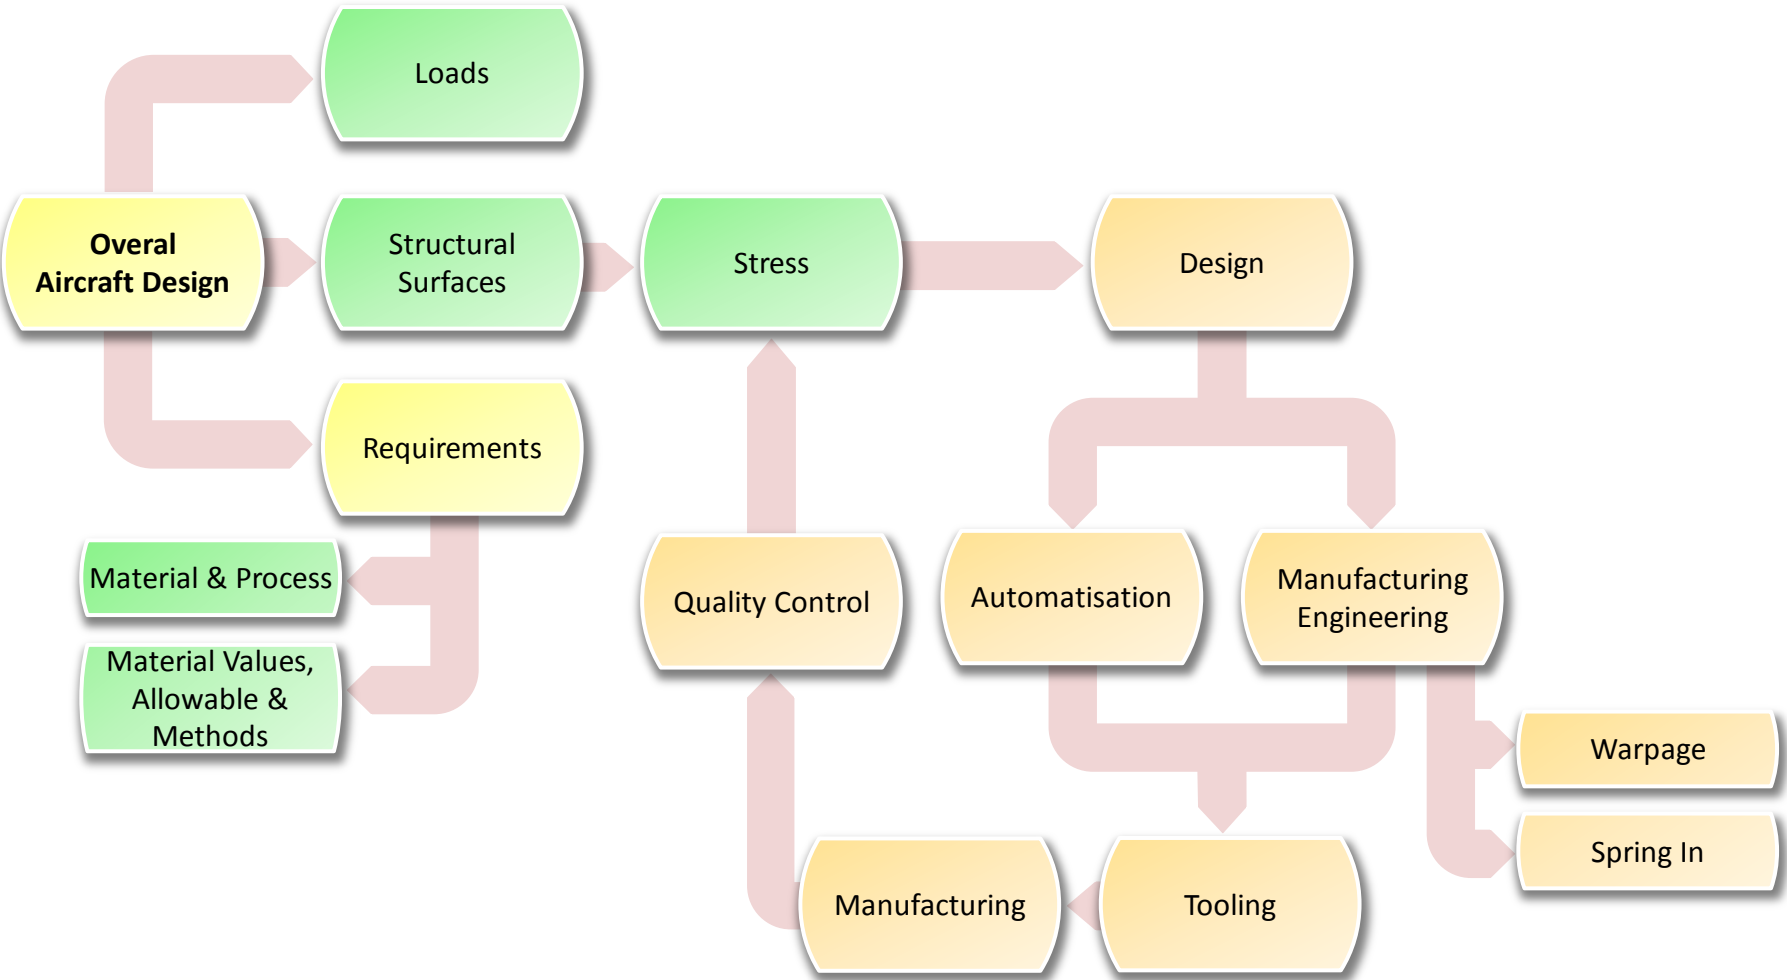 Loads
Overal
Aircraft Design
Structural
Surfaces
Stress
Design
Requirements
Material & Process
Material Values,
Allowable &
Methods
Quality Control
Automatisation
Manufacturing
Engineering
Warpage
Spring In
Manufacturing
Tooling